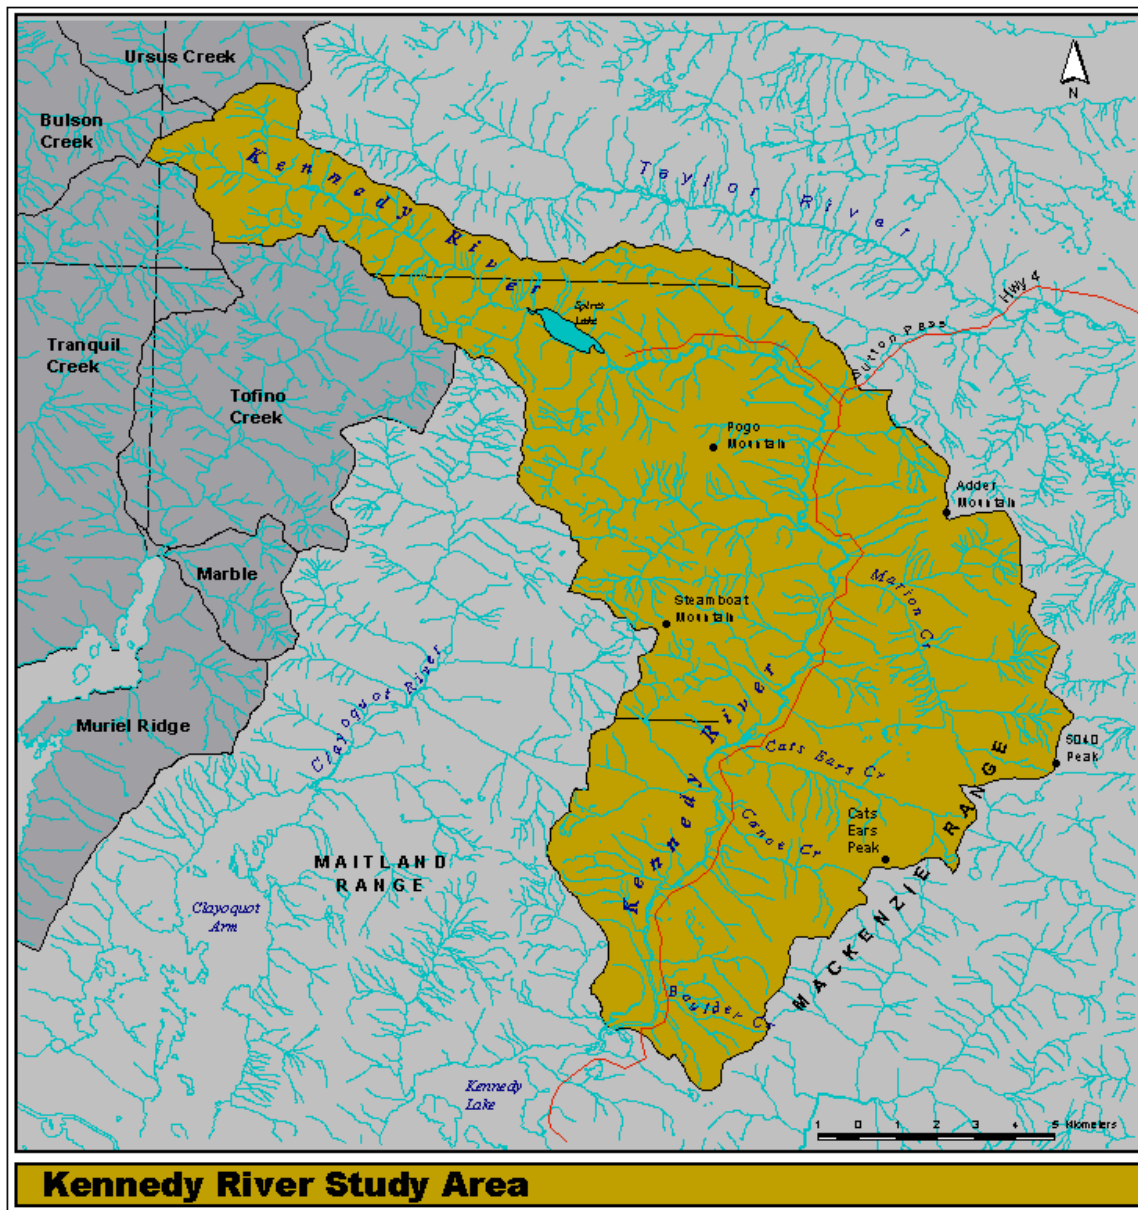 Ursus Creek
Bulson
Creek
N
Kennedy River
Taylor River
Hwy 4
Sutton Pass
Spires
Lake
Tranquil
Creek
Tofino
Creek
Pogo
Mountain
Adder
Mountain
Marble
Marion Cr
Steamboat
Mountain
Clayoquot River
Muriel Ridge
Kennedy River
Cats Ears Cr
5040
Peak
Canoe Cr
Cats
Ears
Peak
MAITLAND
RANGE
MACKENZIE RANGE
Clayoquot
Arm
Boulder Cr
Kennedy
Lake
1 0 1 2 3 4 5 Kilometers
Kennedy River Study Area